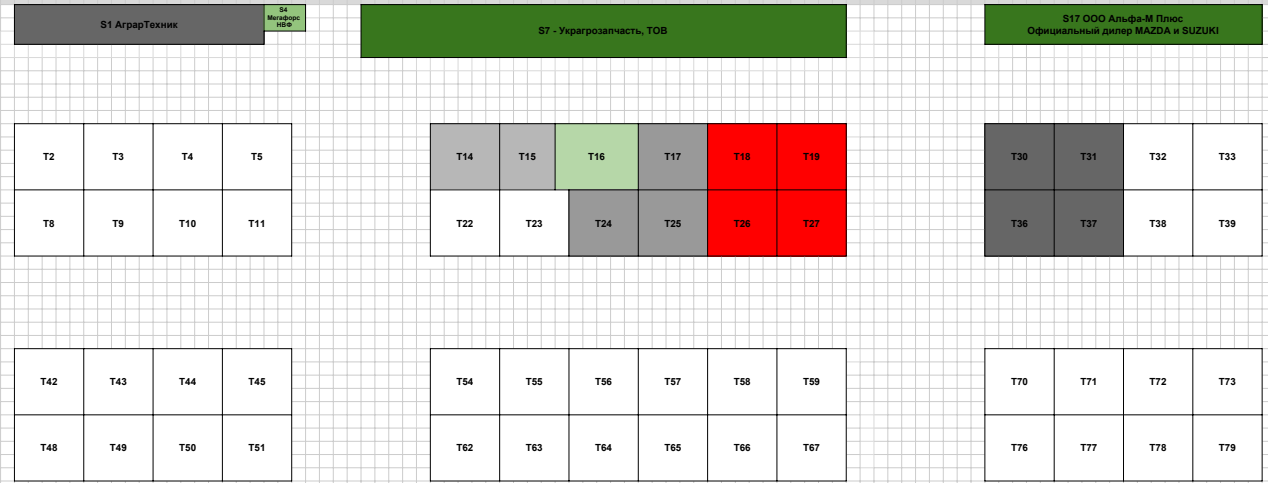 S1 АграрТехник
S4
Мегафорс
НВФ
S7 - Украгрозапчасть, ТОВ
S17 ООО Альфа-М Плюс
Официальный дилер MAZDA и SUZUKI
T2 T3 T4 T5
T14 T15 T16 T17 T18 T19
T30 T31 T32 T33
T8 T9 T10 T11
T22 T23 T24 T25 T26 T27
T36 T37 T38 T39
T42 T43 T44 T45
T54 T55 T56 T57 T58 T59
T70 T71 T72 T73
T48 T49 T50 T51
T62 T63 T64 T65 T66 T67
T76 T77 T78 T79